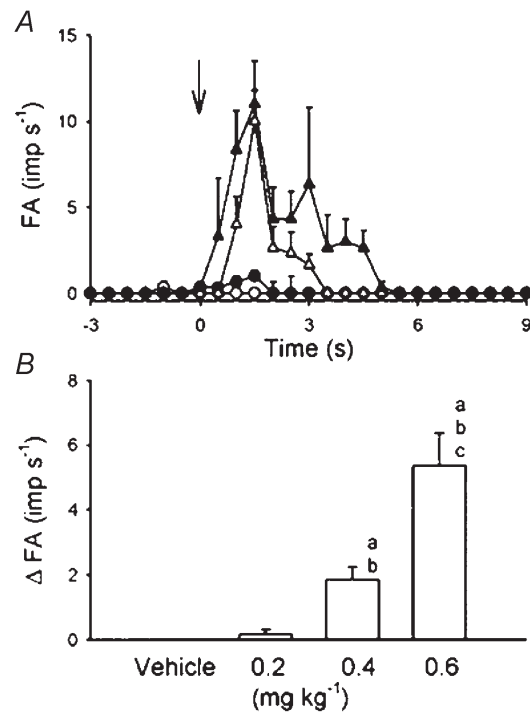 A
15
10
5
0
FA (imp s⁻¹)
-3 0 3 6 9
Time (s)
B
8
6
4
2
0
Δ FA (imp s⁻¹)
a
b
a
b
c
Vehicle 0.2 0.4 0.6
(mg kg⁻¹)